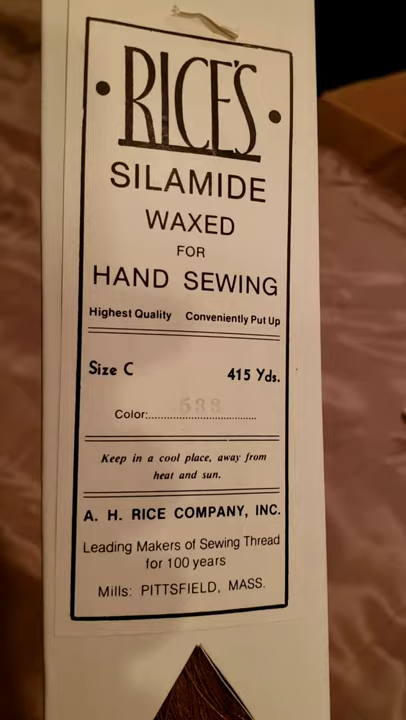 • RICE'S •
SILAMIDE
WAXED
FOR
HAND SEWING
Highest Quality Conveniently Put Up
Size C 415 Yds.
Color:........538........
Keep in a cool place, away from
heat and sun.
A. H. RICE COMPANY, INC.
Leading Makers of Sewing Thread
for 100 years
Mills: PITTSFIELD, MASS.